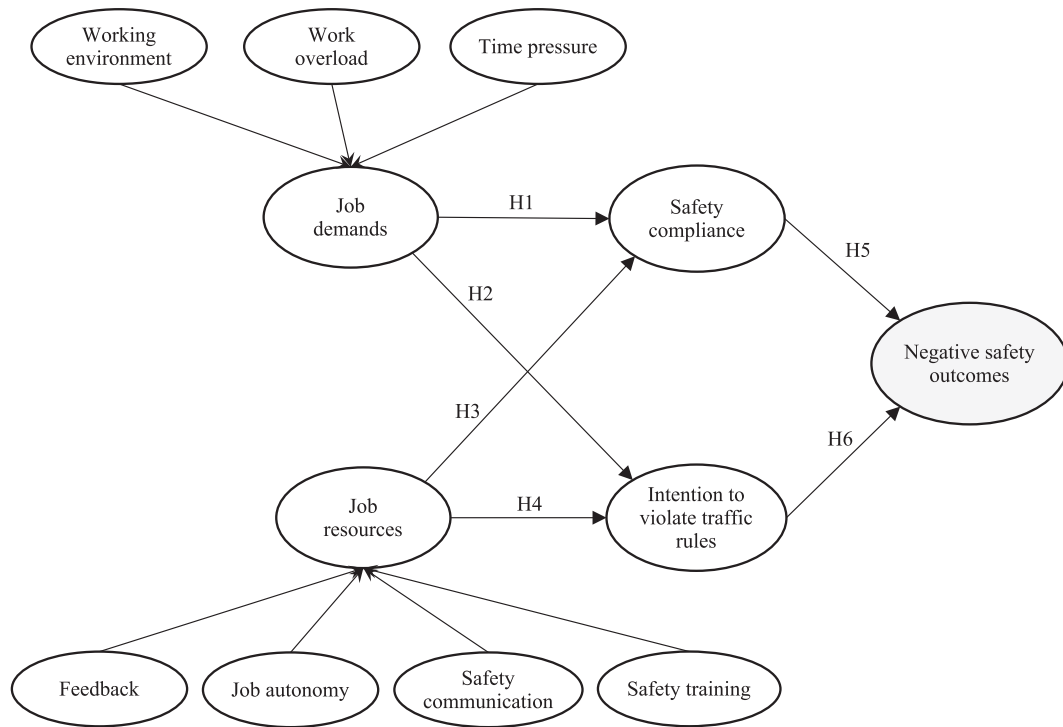 Working
environment
Work
overload
Time pressure
Job
demands
H1
Safety
compliance
H2
H5
Negative safety
outcomes
H3
H6
Job
resources
H4
Intention to
violate traffic
rules
Feedback
Job autonomy
Safety
communication
Safety training